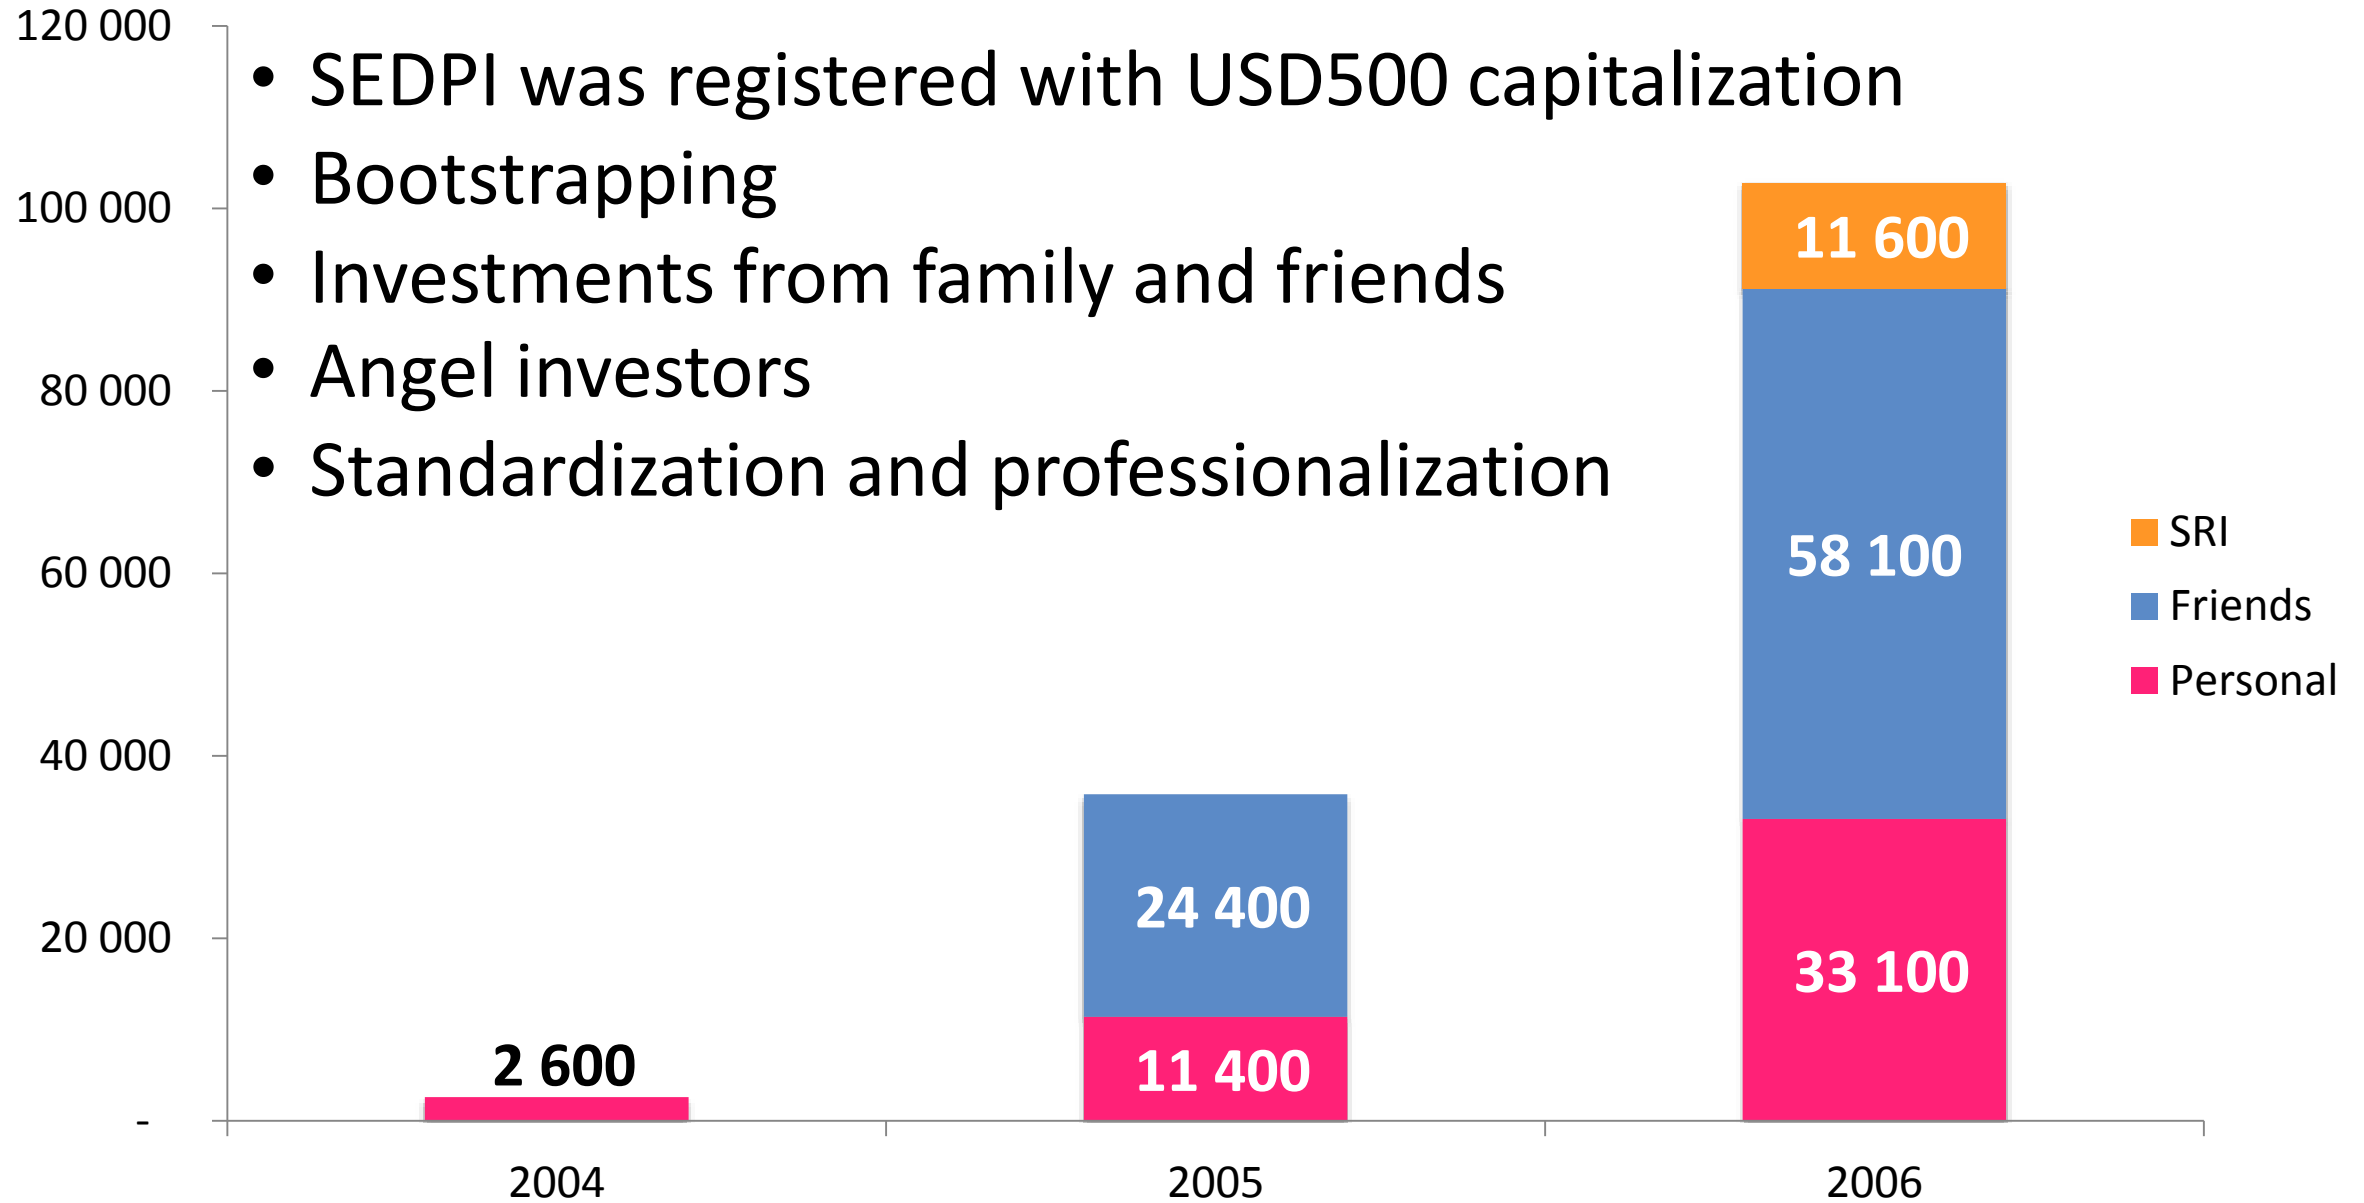 120 000
• SEDPI was registered with USD500 capitalization
• Bootstrapping
100 000
11 600
• Investments from family and friends
• Angel investors
80 000
• Standardization and professionalization
SRI
58 100
60 000
Friends
Personal
40 000
24 400
20 000
33 100
2 600
11 400
-
2004 2005 2006